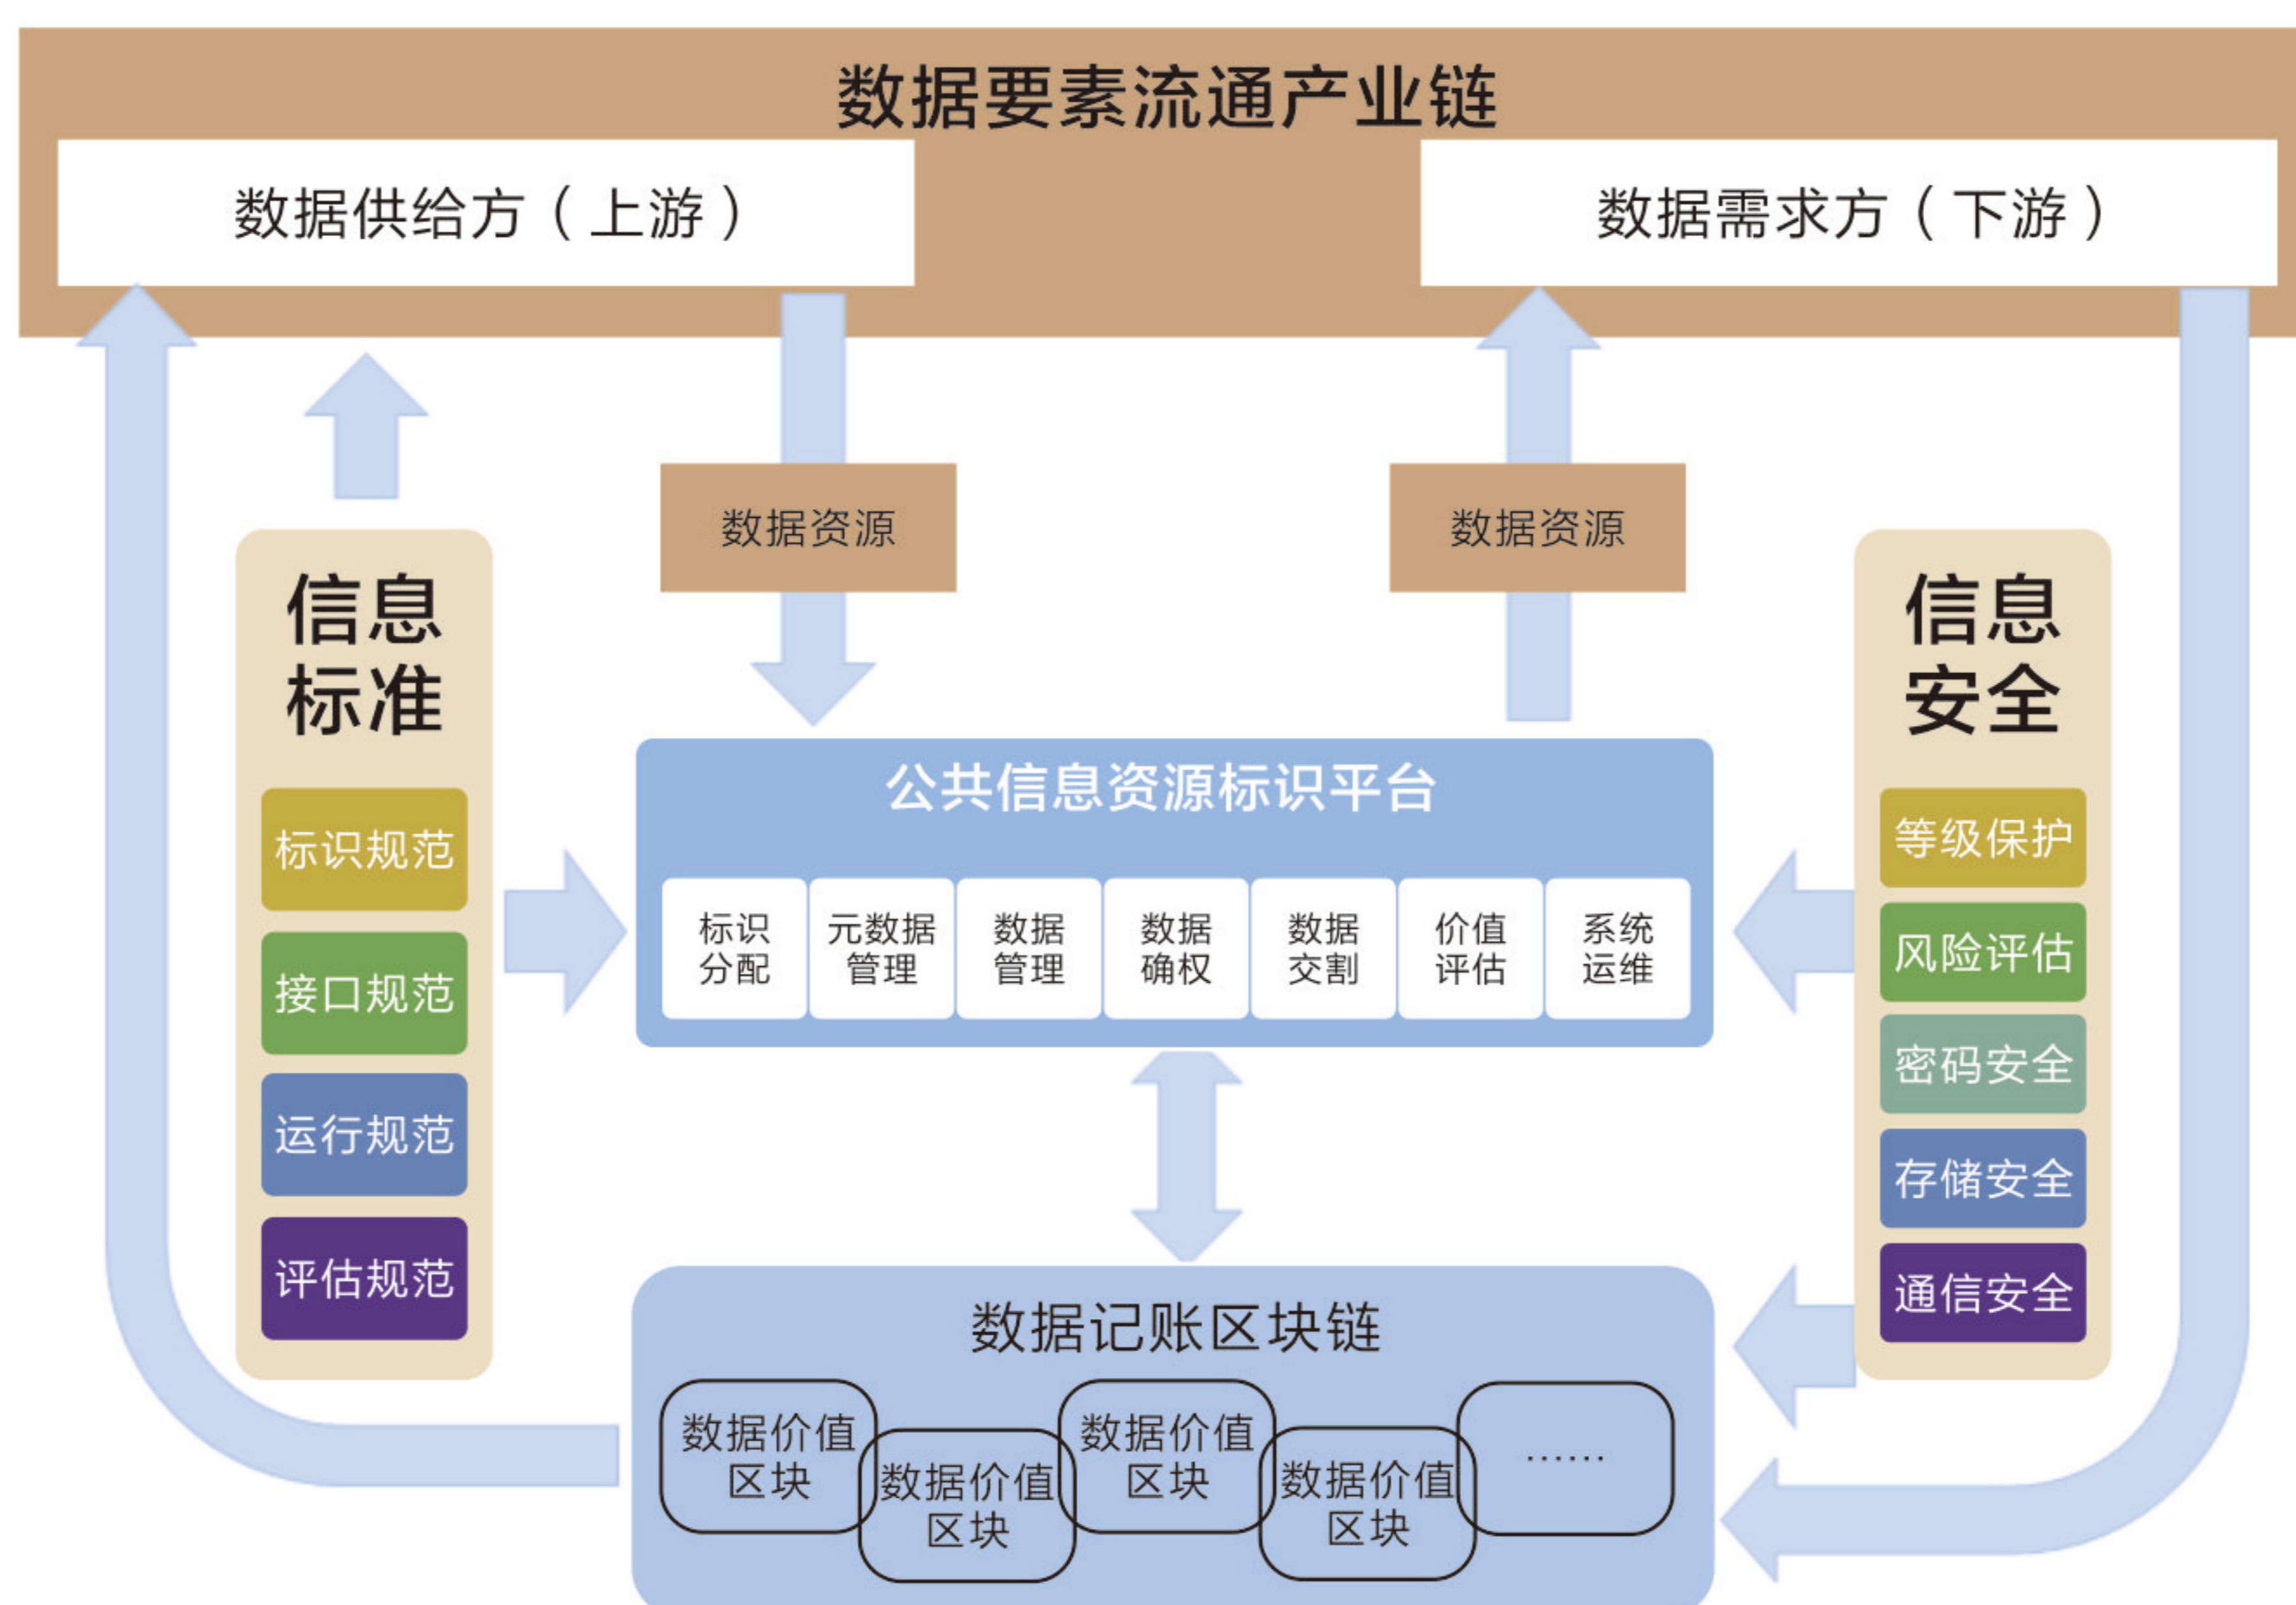 数据要素流通产业链
数据供给方（上游）
数据需求方（下游）
数据资源
数据资源
信息
标准
标识规范
接口规范
运行规范
评估规范
公共信息资源标识平台
标识
分配
元数据
管理
数据
管理
数据
确权
数据
交割
价值
评估
系统
运维
信息
安全
等级保护
风险评估
密码安全
存储安全
通信安全
数据记账区块链
数据价值
区块
数据价值
区块
数据价值
区块
数据价值
区块
……